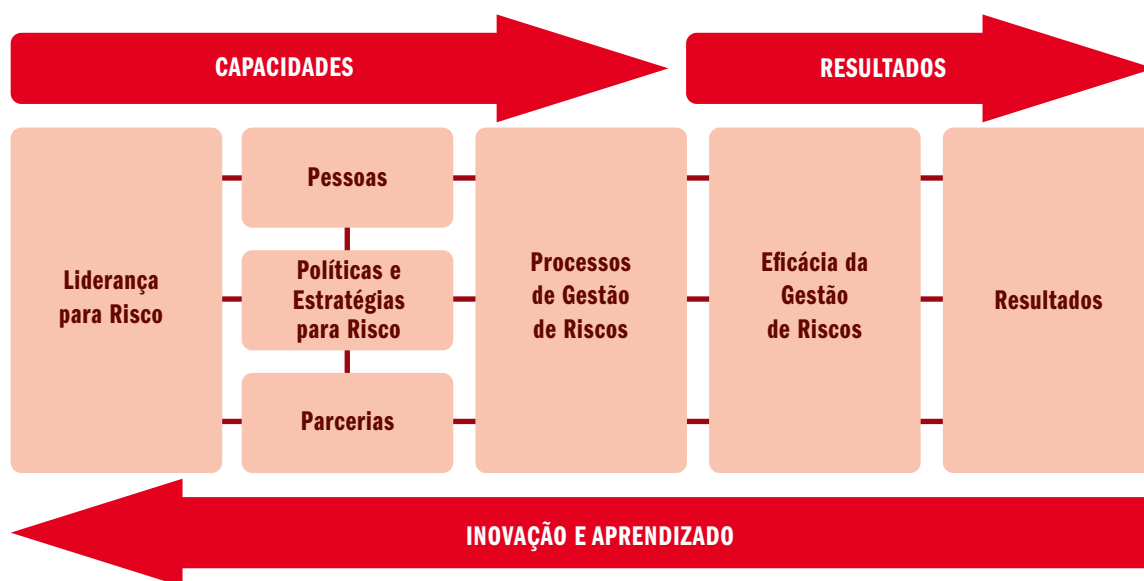 CAPACIDADES
RESULTADOS
Liderança
para Risco
Pessoas
Políticas e
Estratégias
para Risco
Parcerias
Processos
de Gestão
de Riscos
Eficácia da
Gestão
de Riscos
Resultados
INOVAÇÃO E APRENDIZADO